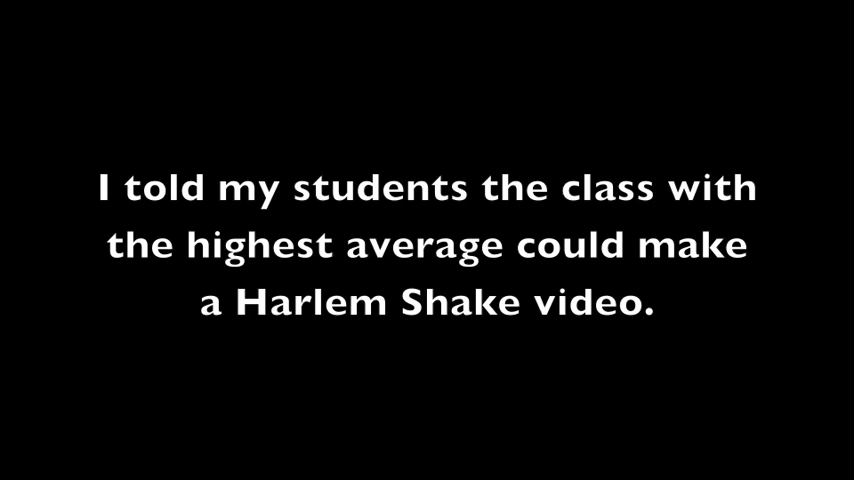 I told my students the class with
the highest average could make
a Harlem Shake video.